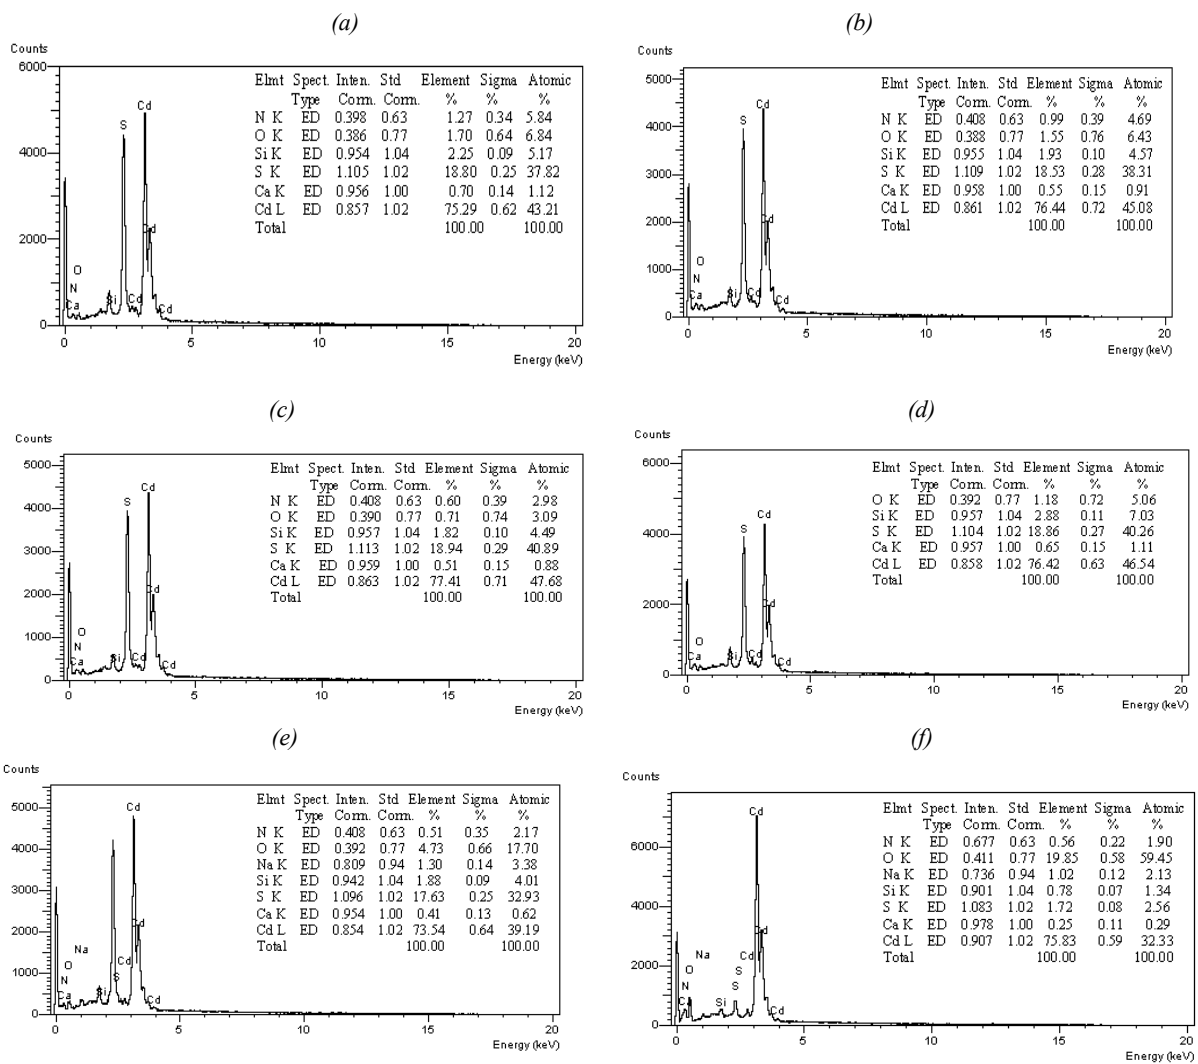 (a)
Counts
6000
4000
2000
0
Elmt Spect. Inten. Std Element Sigma Atomic
Type Corrn. Corrn. % % %
N K ED 0.398 0.63 1.27 0.34 5.84
O K ED 0.386 0.77 1.70 0.64 6.84
Si K ED 0.954 1.04 2.25 0.09 5.17
S K ED 1.105 1.02 18.80 0.25 37.82
Ca K ED 0.956 1.00 0.70 0.14 1.12
Cd L ED 0.857 1.02 75.29 0.62 43.21
Total 100.00 100.00
Cd
S
Cd
O
N
Ca
Si
Cd
Cd
0 5 10 15 20
Energy (keV)
(b)
Counts
5000
4000
3000
2000
1000
0
Elmt Spect. Inten. Std Element Sigma Atomic
Type Corrn. Corrn. % % %
N K ED 0.408 0.63 0.99 0.39 4.69
O K ED 0.388 0.77 1.55 0.76 6.43
Si K ED 0.955 1.04 1.93 0.10 4.57
S K ED 1.109 1.02 18.53 0.28 38.31
Ca K ED 0.958 1.00 0.55 0.15 0.91
Cd L ED 0.861 1.02 76.44 0.72 45.08
Total 100.00 100.00
Cd
S
Cd
O
N
Ca
Si
Cd
Cd
0 5 10 15 20
Energy (keV)
(c)
Counts
5000
4000
3000
2000
1000
0
Elmt Spect. Inten. Std Element Sigma Atomic
Type Corrn. Corrn. % % %
N K ED 0.408 0.63 0.60 0.39 2.98
O K ED 0.390 0.77 0.71 0.74 3.09
Si K ED 0.957 1.04 1.82 0.10 4.49
S K ED 1.113 1.02 18.94 0.29 40.89
Ca K ED 0.959 1.00 0.51 0.15 0.88
Cd L ED 0.863 1.02 77.41 0.71 47.68
Total 100.00 100.00
Cd
S
Cd
O
N
Ca
Si
Cd
Cd
0 5 10 15 20
Energy (keV)
(d)
Counts
6000
4000
2000
0
Elmt Spect. Inten. Std Element Sigma Atomic
Type Corrn. Corrn. % % %
O K ED 0.392 0.77 1.18 0.72 5.06
Si K ED 0.957 1.04 2.88 0.11 7.03
S K ED 1.104 1.02 18.86 0.27 40.26
Ca K ED 0.957 1.00 0.65 0.15 1.11
Cd L ED 0.858 1.02 76.42 0.63 46.54
Total 100.00 100.00
Cd
S
Cd
O
Ca
Si
Cd
Cd
0 5 10 15 20
Energy (keV)
(e)
Counts
5000
4000
3000
2000
1000
0
Elmt Spect. Inten. Std Element Sigma Atomic
Type Corrn. Corrn. % % %
N K ED 0.408 0.63 0.51 0.35 2.17
O K ED 0.392 0.77 4.73 0.66 17.70
Na K ED 0.809 0.94 1.30 0.14 3.38
Si K ED 0.942 1.04 1.88 0.09 4.01
S K ED 1.096 1.02 17.63 0.25 32.93
Ca K ED 0.954 1.00 0.41 0.13 0.62
Cd L ED 0.854 1.02 73.54 0.64 39.19
Total 100.00 100.00
Cd
Cd
Na
O
Cd
N
S
Ca
Si
Cd
0 5 10 15 20
Energy (keV)
(f)
Counts
6000
4000
2000
0
Elmt Spect. Inten. Std Element Sigma Atomic
Type Corrn. Corrn. % % %
N K ED 0.677 0.63 0.56 0.22 1.90
O K ED 0.411 0.77 19.85 0.58 59.45
Na K ED 0.736 0.94 1.02 0.12 2.13
Si K ED 0.901 1.04 0.78 0.07 1.34
S K ED 1.083 1.02 1.72 0.08 2.56
Ca K ED 0.978 1.00 0.25 0.11 0.29
Cd L ED 0.907 1.02 75.83 0.59 32.33
Total 100.00 100.00
Cd
Cd
Na
Cd
O
S
N
S
Si
Cd
0 5 10 15 20
Energy (keV)